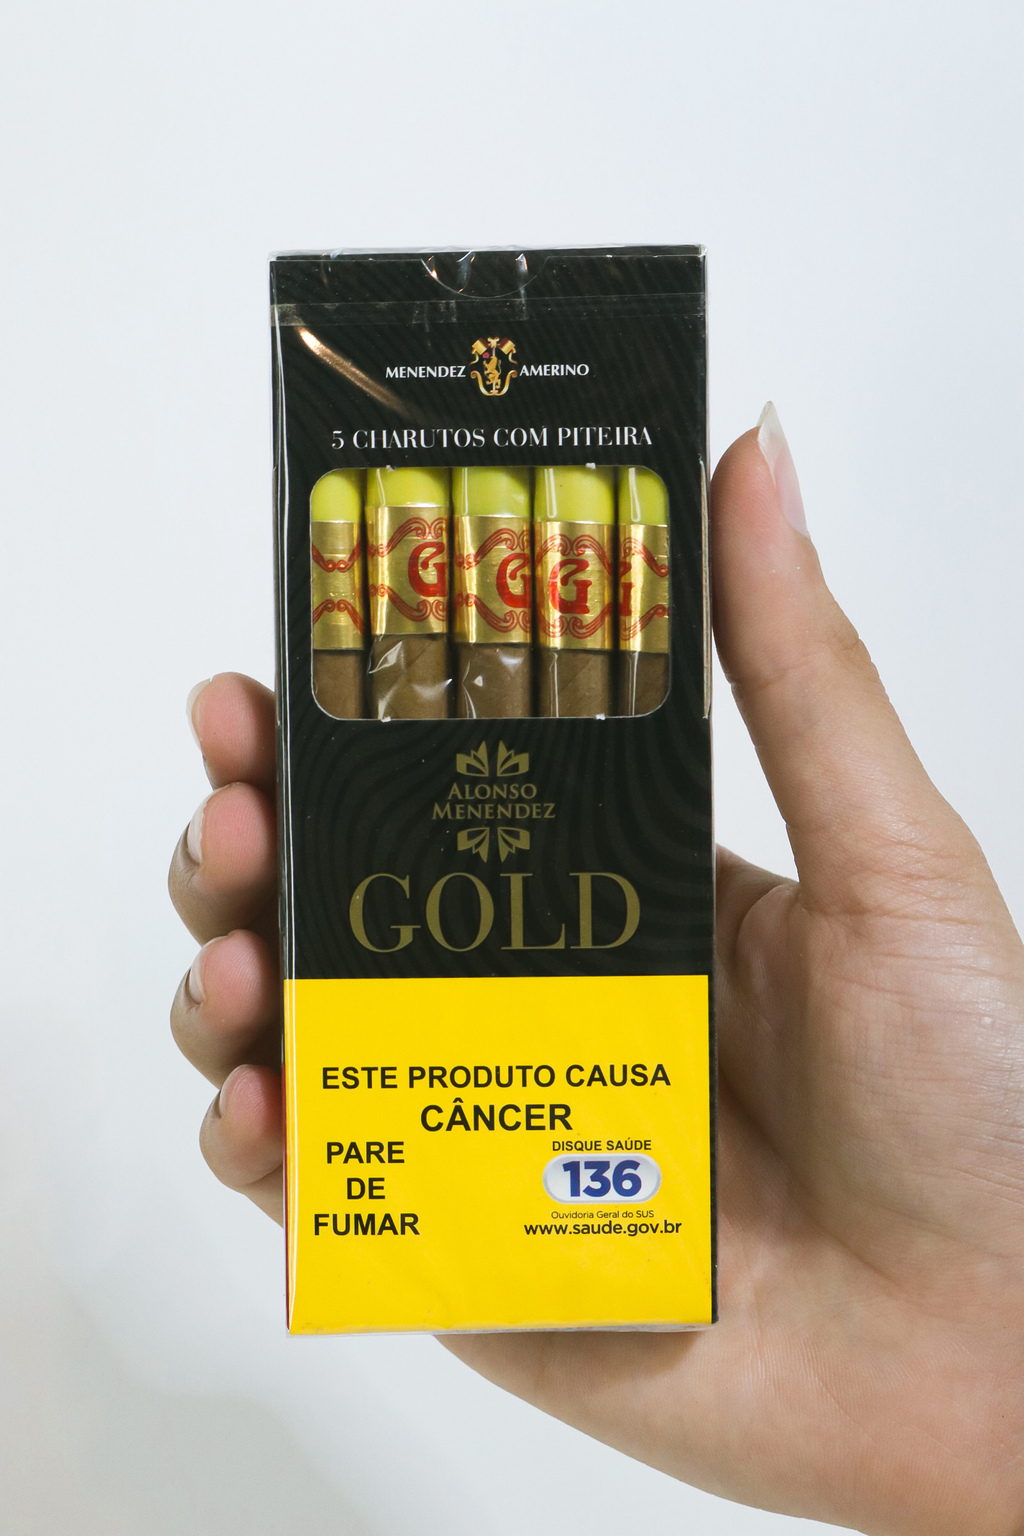 MENENDEZ AMERINO
5 CHARUTOS COM PITEIRA
G G G G
ALONSO
MENENDEZ
GOLD
ESTE PRODUTO CAUSA
CÂNCER
PARE
DE
FUMAR
DISQUE SAÚDE
136
Ouvidoria Geral do SUS
www.saude.gov.br